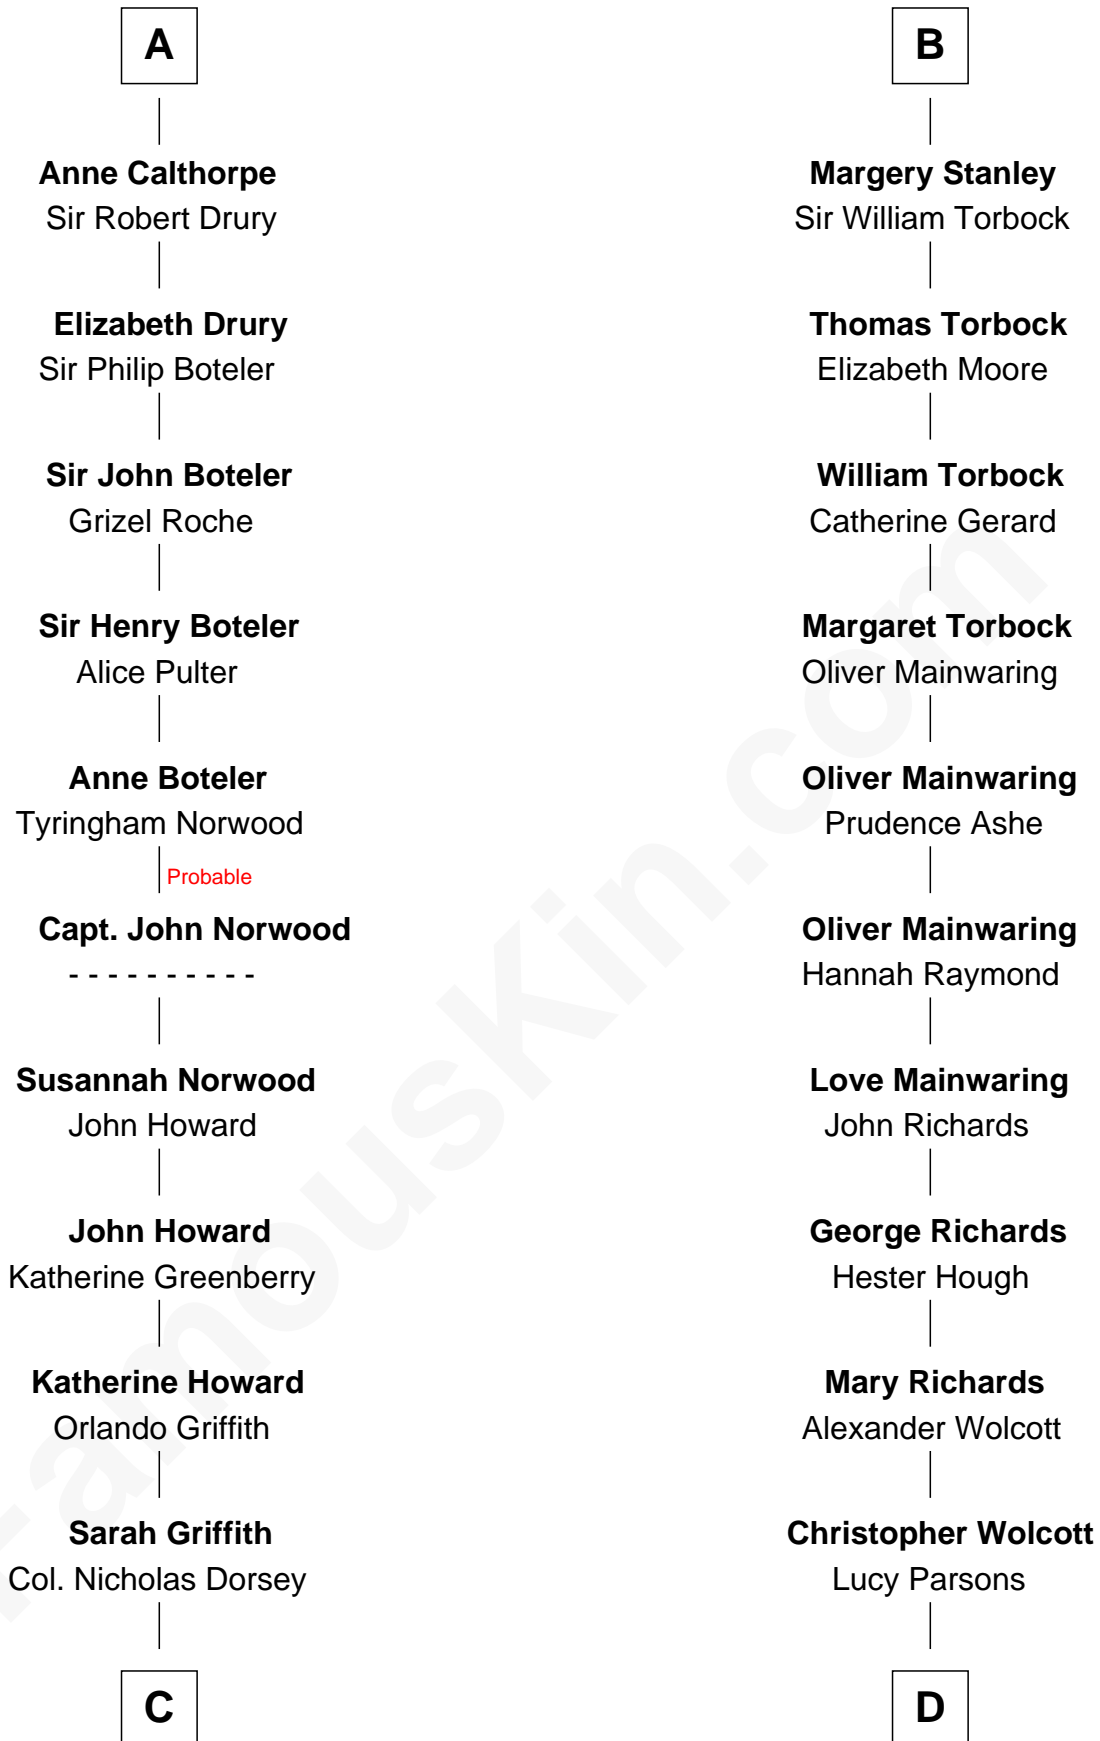 A
Anne Calthorpe
Sir Robert Drury
Elizabeth Drury
Sir Philip Boteler
Sir John Boteler
Grizel Roche
Sir Henry Boteler
Alice Pulter
Anne Boteler
Tyringham Norwood
Probable
Capt. John Norwood
- - - - - - - - - -
Susannah Norwood
John Howard
John Howard
Katherine Greenberry
Katherine Howard
Orlando Griffith
Sarah Griffith
Col. Nicholas Dorsey
C
B
Margery Stanley
Sir William Torbock
Thomas Torbock
Elizabeth Moore
William Torbock
Catherine Gerard
Margaret Torbock
Oliver Mainwaring
Oliver Mainwaring
Prudence Ashe
Oliver Mainwaring
Hannah Raymond
Love Mainwaring
John Richards
George Richards
Hester Hough
Mary Richards
Alexander Wolcott
Christopher Wolcott
Lucy Parsons
D
FamousKin.com